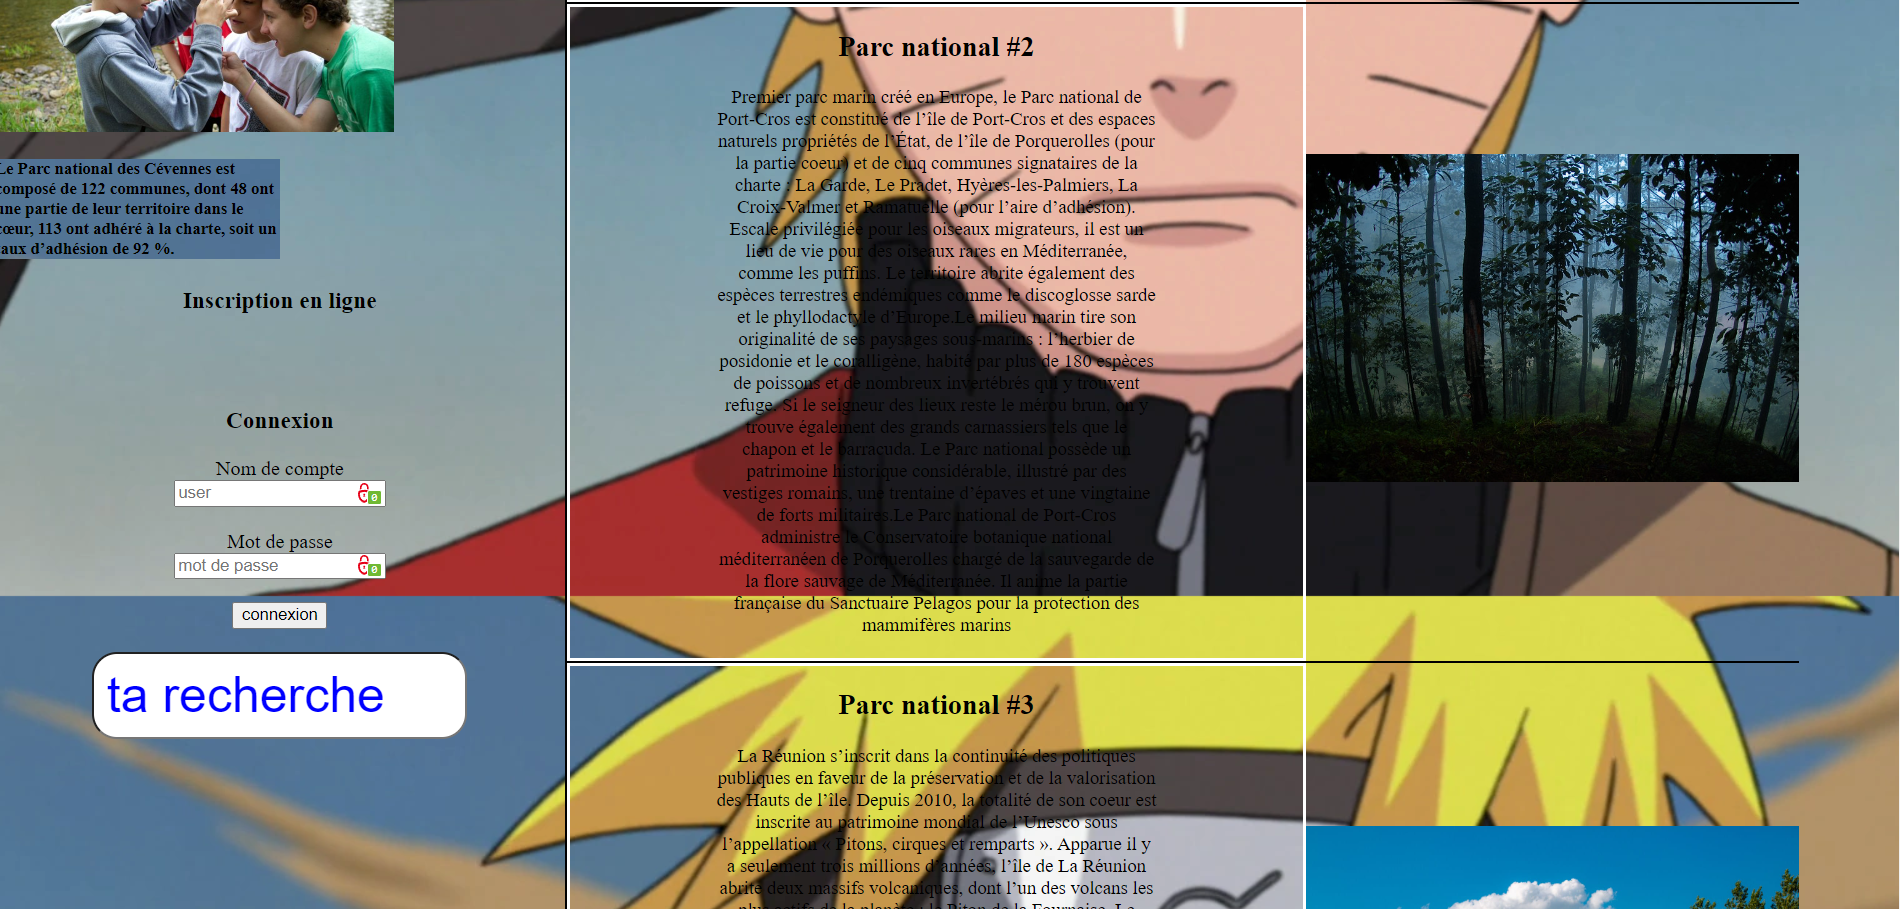 Le Parc national des Cévennes est
composé de 122 communes, dont 48 ont
une partie de leur territoire dans le
cœur, 113 ont adhéré à la charte, soit un
taux d’adhésion de 92 %.
Inscription en ligne
Connexion
Nom de compte
user
Mot de passe
mot de passe
connexion
ta recherche
Parc national #2
Premier parc marin créé en Europe, le Parc national de
Port-Cros est constitué de l’île de Port-Cros et des espaces
naturels propriétés de l’État, de l’île de Porquerolles (pour
la partie coeur) et de cinq communes signataires de la
charte : La Garde, Le Pradet, Hyères-les-Palmiers, La
Croix-Valmer et Ramatuelle (pour l’aire d’adhésion).
Escale privilégiée pour les oiseaux migrateurs, il est un
lieu de vie pour des oiseaux rares en Méditerranée,
comme les puffins. Le territoire abrite également des
espèces terrestres endémiques comme le discoglosse sarde
et le phyllodactyle d’Europe.Le milieu marin tire son
originalité de ses paysages sous-marins : l’herbier de
posidonie et le coralligène, habité par plus de 180 espèces
de poissons et de nombreux invertébrés qui y trouvent
refuge. Si le seigneur des lieux reste le mérou brun, on y
trouve également des grands carnassiers tels que le
chapon et le barracuda. Le Parc national possède un
patrimoine historique considérable, illustré par des
vestiges romains, une trentaine d’épaves et une vingtaine
de forts militaires.Le Parc national de Port-Cros
administre le Conservatoire botanique national
méditerranéen de Porquerolles chargé de la sauvegarde de
la flore sauvage de Méditerranée. Il anime la partie
française du Sanctuaire Pelagos pour la protection des
mammifères marins
Parc national #3
La Réunion s’inscrit dans la continuité des politiques
publiques en faveur de la préservation et de la valorisation
des Hauts de l’île. Depuis 2010, la totalité de son coeur est
inscrite au patrimoine mondial de l’Unesco sous
l’appellation « Pitons, cirques et remparts ». Apparue il y
a seulement trois millions d’années, l’île de La Réunion
abrite deux massifs volcaniques, dont l’un des volcans les
plus actifs de la planète : le Piton de la Fournaise. Le